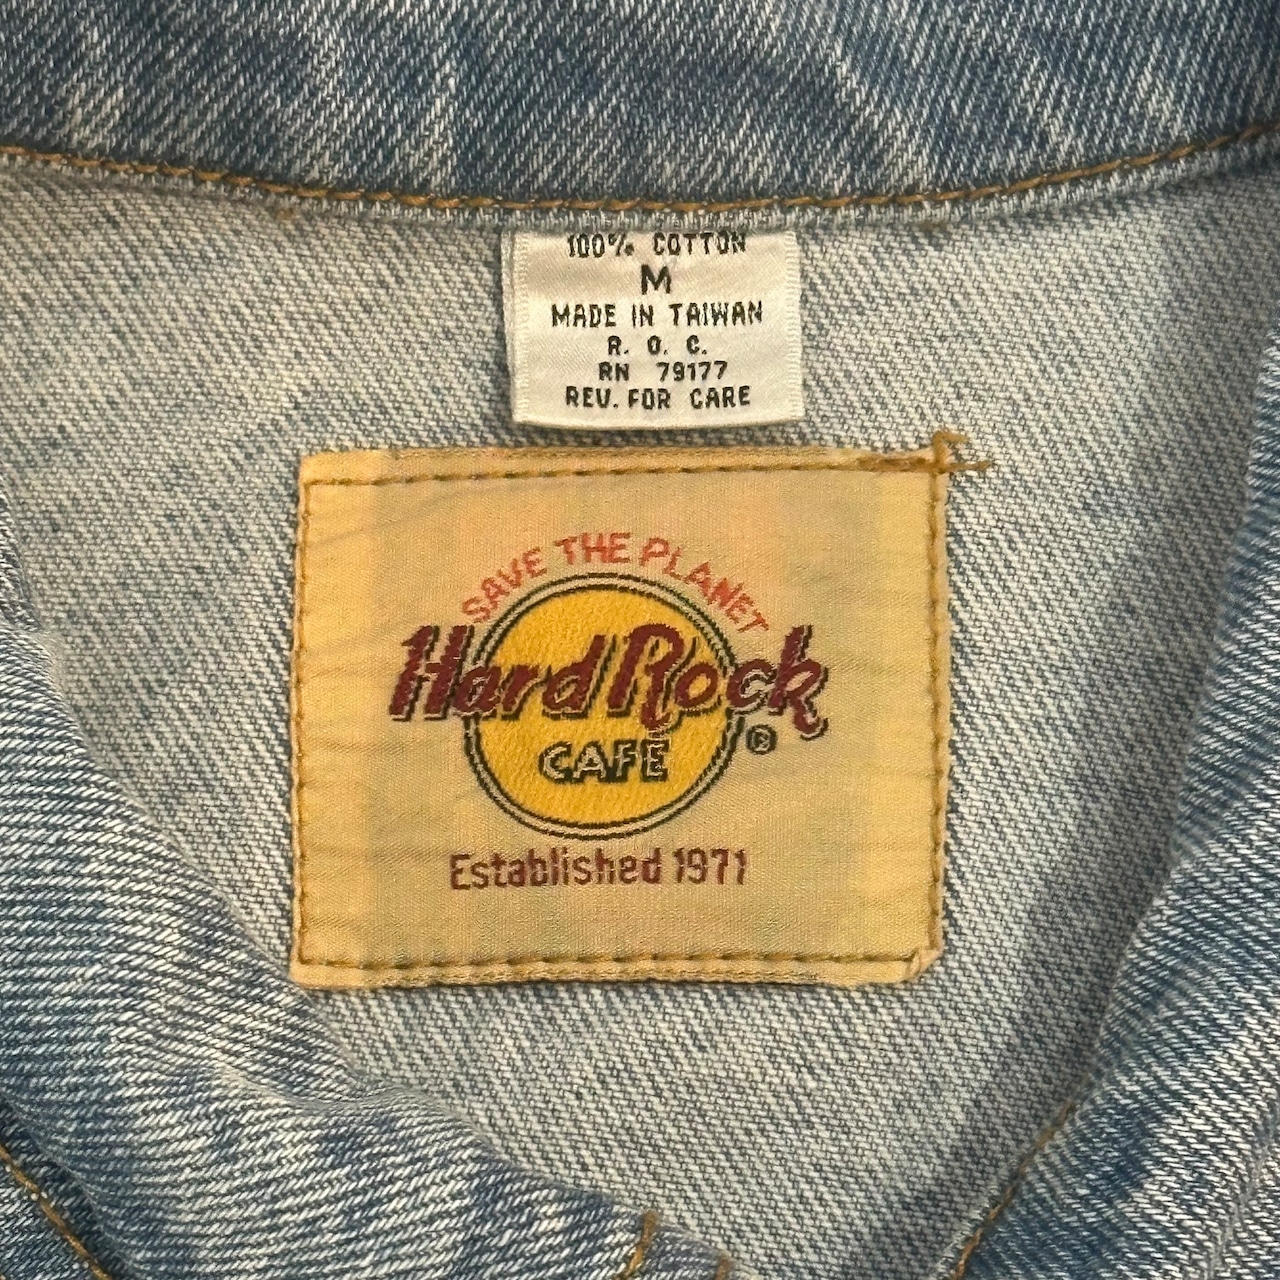 100% COTTON
M
MADE IN TAIWAN
R. O. C.
RN 79177
REV. FOR CARE
SAVE THE PLANET
Hard Rock
CAFE
®
Established 1971